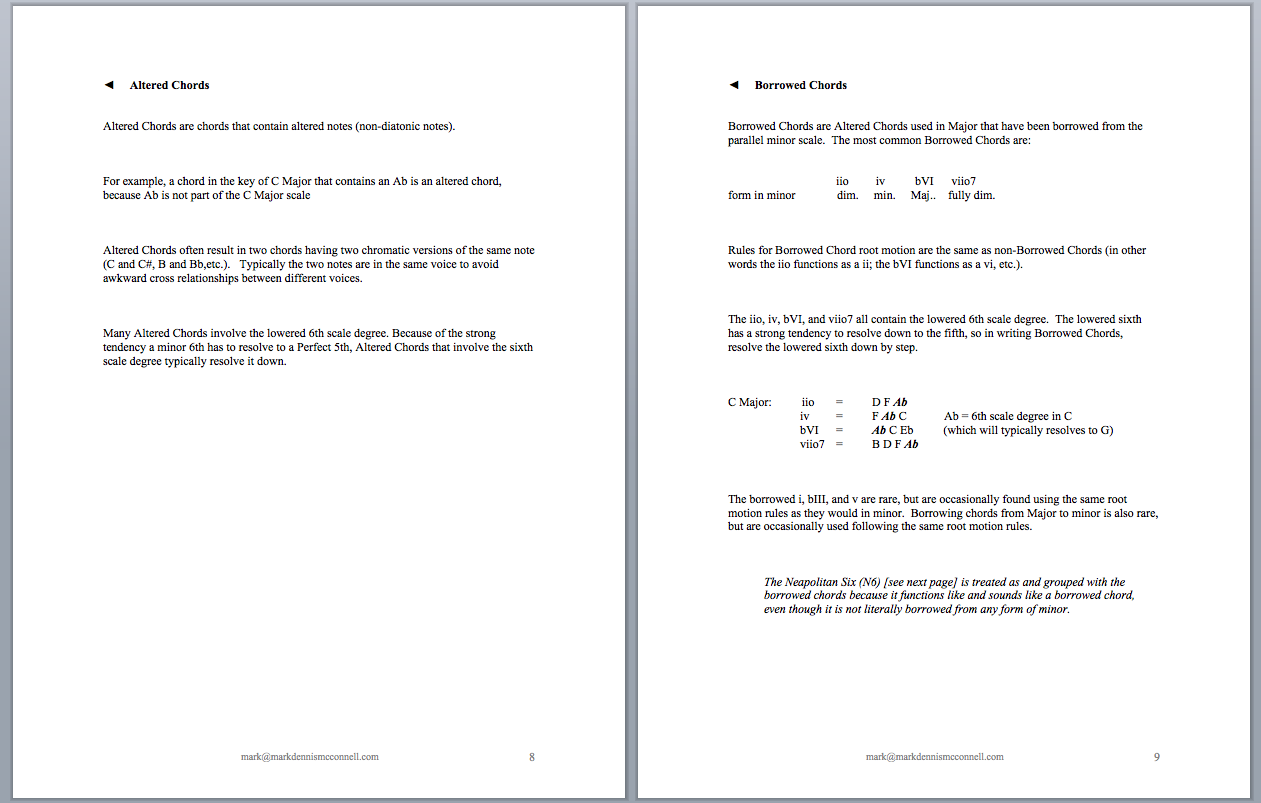 ◄ Altered Chords
Altered Chords are chords that contain altered notes (non-diatonic notes).
For example, a chord in the key of C Major that contains an Ab is an altered chord,
because Ab is not part of the C Major scale
Altered Chords often result in two chords having two chromatic versions of the same note
(C and C#, B and Bb,etc.). Typically the two notes are in the same voice to avoid
awkward cross relationships between different voices.
Many Altered Chords involve the lowered 6th scale degree. Because of the strong
tendency a minor 6th has to resolve to a Perfect 5th, Altered Chords that involve the sixth
scale degree typically resolve it down.
mark@markdennismcconnell.com 8
◄ Borrowed Chords
Borrowed Chords are Altered Chords used in Major that have been borrowed from the
parallel minor scale. The most common Borrowed Chords are:
iio iv bVI viio7
form in minor dim. min. Maj.. fully dim.
Rules for Borrowed Chord root motion are the same as non-Borrowed Chords (in other
words the iio functions as a ii; the bVI functions as a vi, etc.).
The iio, iv, bVI, and viio7 all contain the lowered 6th scale degree. The lowered sixth
has a strong tendency to resolve down to the fifth, so in writing Borrowed Chords,
resolve the lowered sixth down by step.
C Major: iio = D F Ab
iv = F Ab C Ab = 6th scale degree in C
bVI = Ab C Eb (which will typically resolves to G)
viio7 = B D F Ab
The borrowed i, bIII, and v are rare, but are occasionally found using the same root
motion rules as they would in minor. Borrowing chords from Major to minor is also rare,
but are occasionally used following the same root motion rules.
The Neapolitan Six (N6) [see next page] is treated as and grouped with the
borrowed chords because it functions like and sounds like a borrowed chord,
even though it is not literally borrowed from any form of minor.
mark@markdennismcconnell.com 9